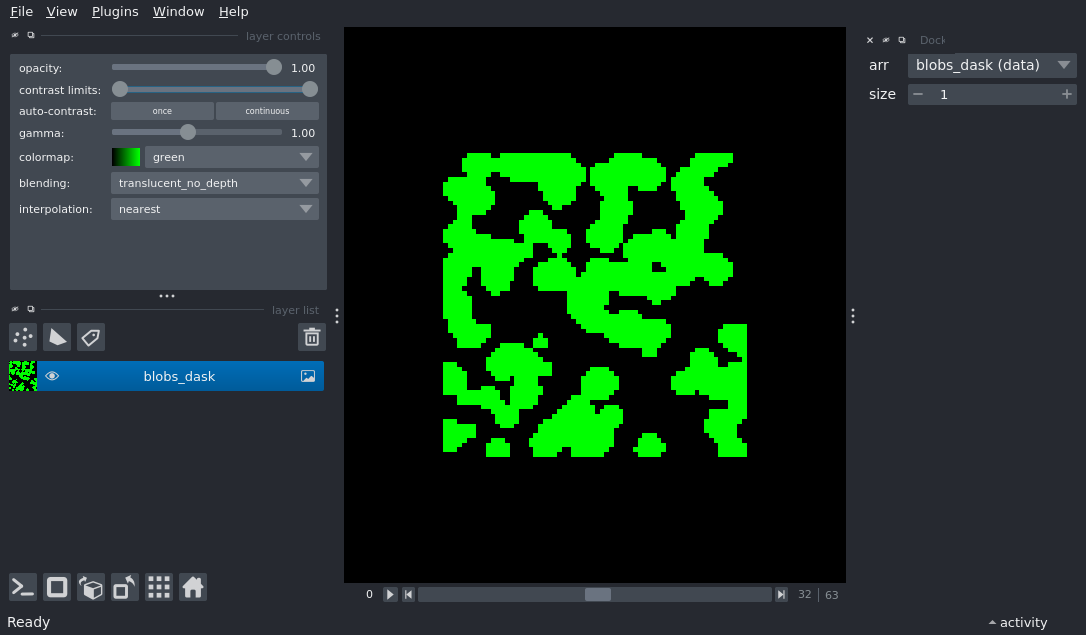 File View Plugins Window Help
layer controls
opacity: 1.00
contrast limits:
auto-contrast: once continuous
gamma: 1.00
colormap: green
blending: translucent_no_depth
interpolation: nearest
layer list
blobs_dask
Dock
arr blobs_dask (data)
size 1
0 32 63
Ready
activity